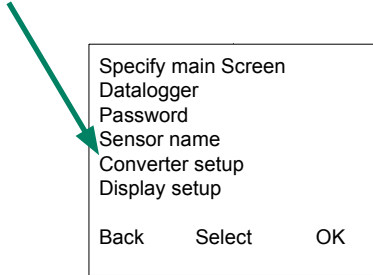 Specify main Screen
Datalogger
Password
Sensor name
Converter setup
Display setup
Back Select OK